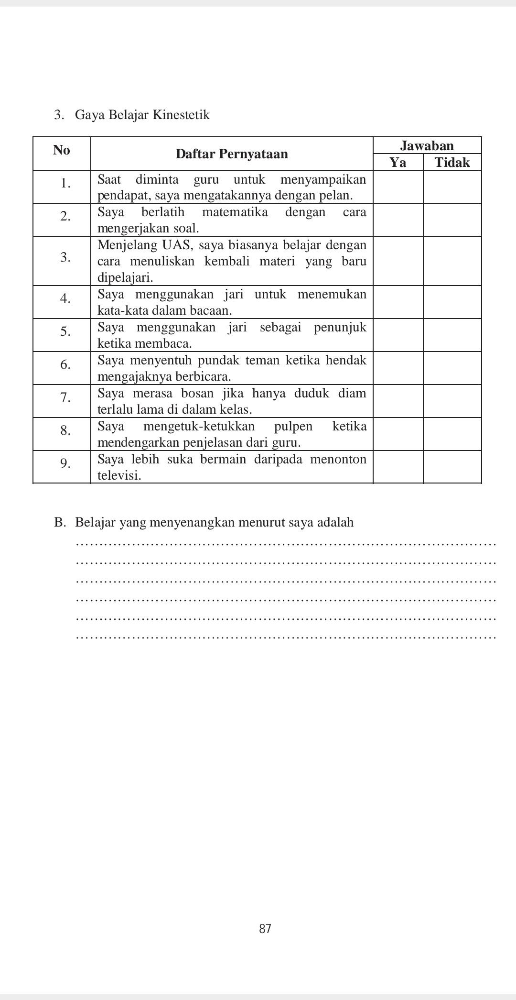 3. Gaya Belajar Kinestetik
No Daftar Pernyataan Jawaban
Ya Tidak
1. Saat diminta guru untuk menyampaikan
pendapat, saya mengatakannya dengan pelan.
2. Saya berlatih matematika dengan cara
mengerjakan soal.
3. Menjelang UAS, saya biasanya belajar dengan
cara menuliskan kembali materi yang baru
dipelajari.
4. Saya menggunakan jari untuk menemukan
kata-kata dalam bacaan.
5. Saya menggunakan jari sebagai penunjuk
ketika membaca.
6. Saya menyentuh pundak teman ketika hendak
mengajaknya berbicara.
7. Saya merasa bosan jika hanya duduk diam
terlalu lama di dalam kelas.
8. Saya mengetuk-ketukkan pulpen ketika
mendengarkan penjelasan dari guru.
9. Saya lebih suka bermain daripada menonton
televisi.
B. Belajar yang menyenangkan menurut saya adalah
................................................................................
................................................................................
................................................................................
................................................................................
................................................................................
................................................................................
87